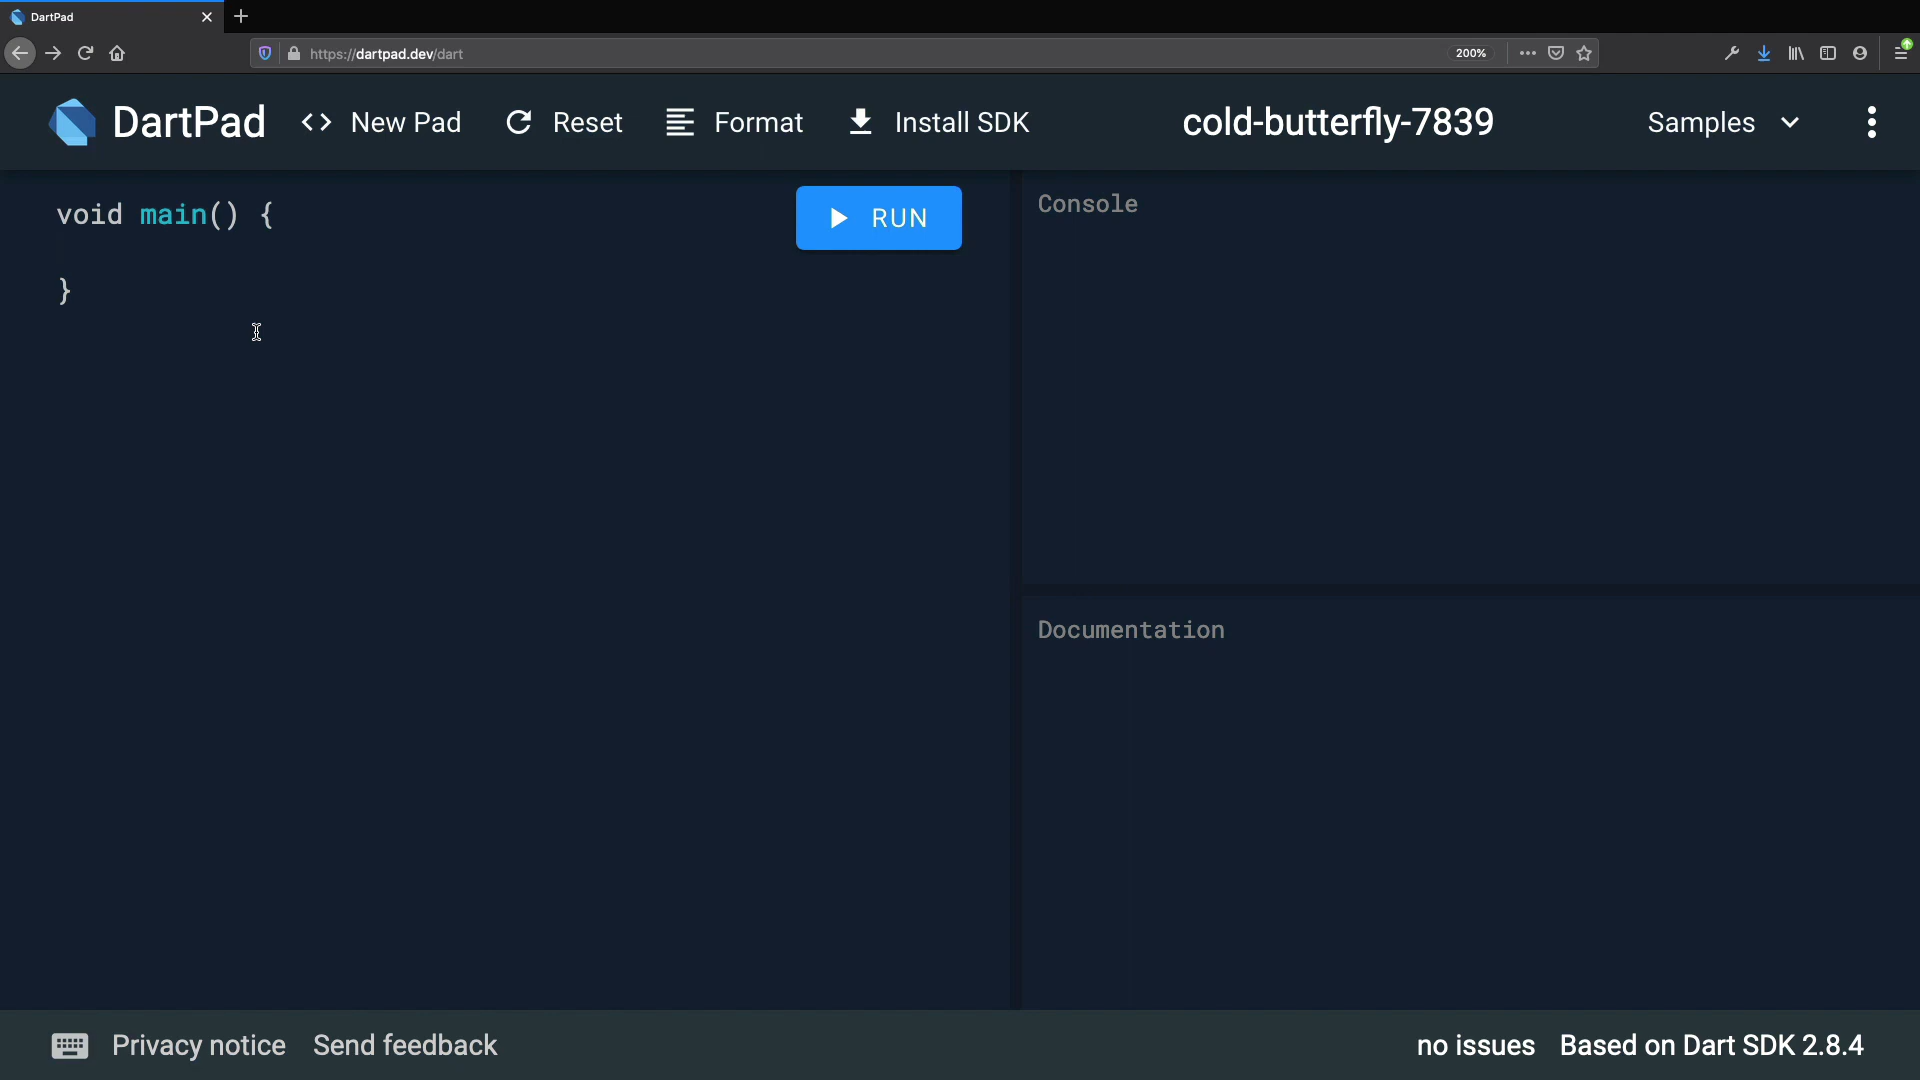 DartPad
https://dartpad.dev/dart
200%
DartPad
New Pad
Reset
Format
Install SDK
cold-butterfly-7839
Samples
void main() {
}
RUN
Console
Documentation
Privacy notice
Send feedback
no issues
Based on Dart SDK 2.8.4